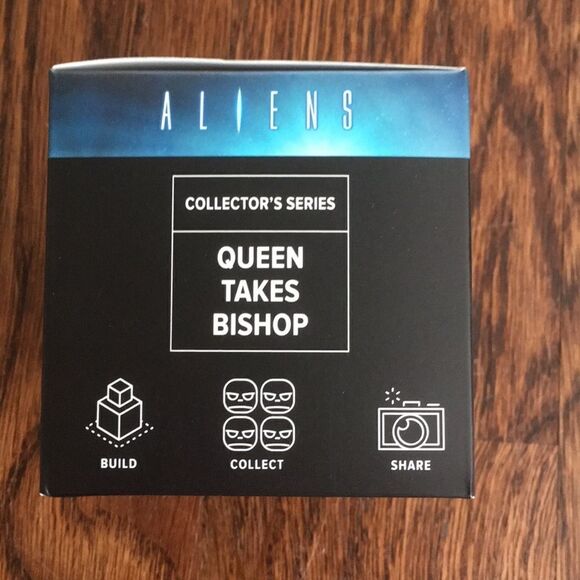 ALIENS
COLLECTOR'S SERIES
QUEEN
TAKES
BISHOP
BUILD COLLECT SHARE